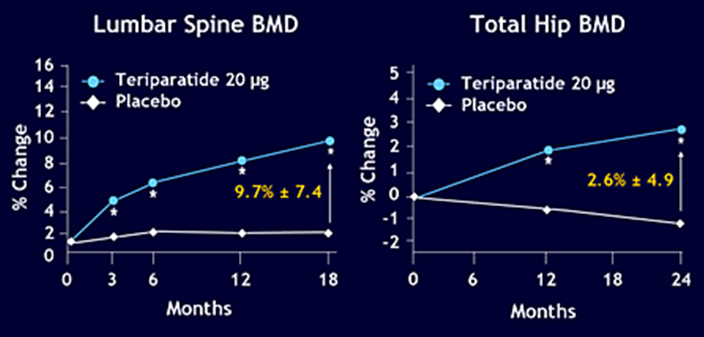 Lumbar Spine BMD
16
14
12
10
8
6
4
2
0
% Change
Teriparatide 20 µg
Placebo
*
*
*
*
9.7% ± 7.4
0 3 6 12 18
Months
Total Hip BMD
5
4
3
2
1
0
-1
-2
% Change
Teriparatide 20 µg
Placebo
*
*
2.6% ± 4.9
0 6 12 18 24
Months